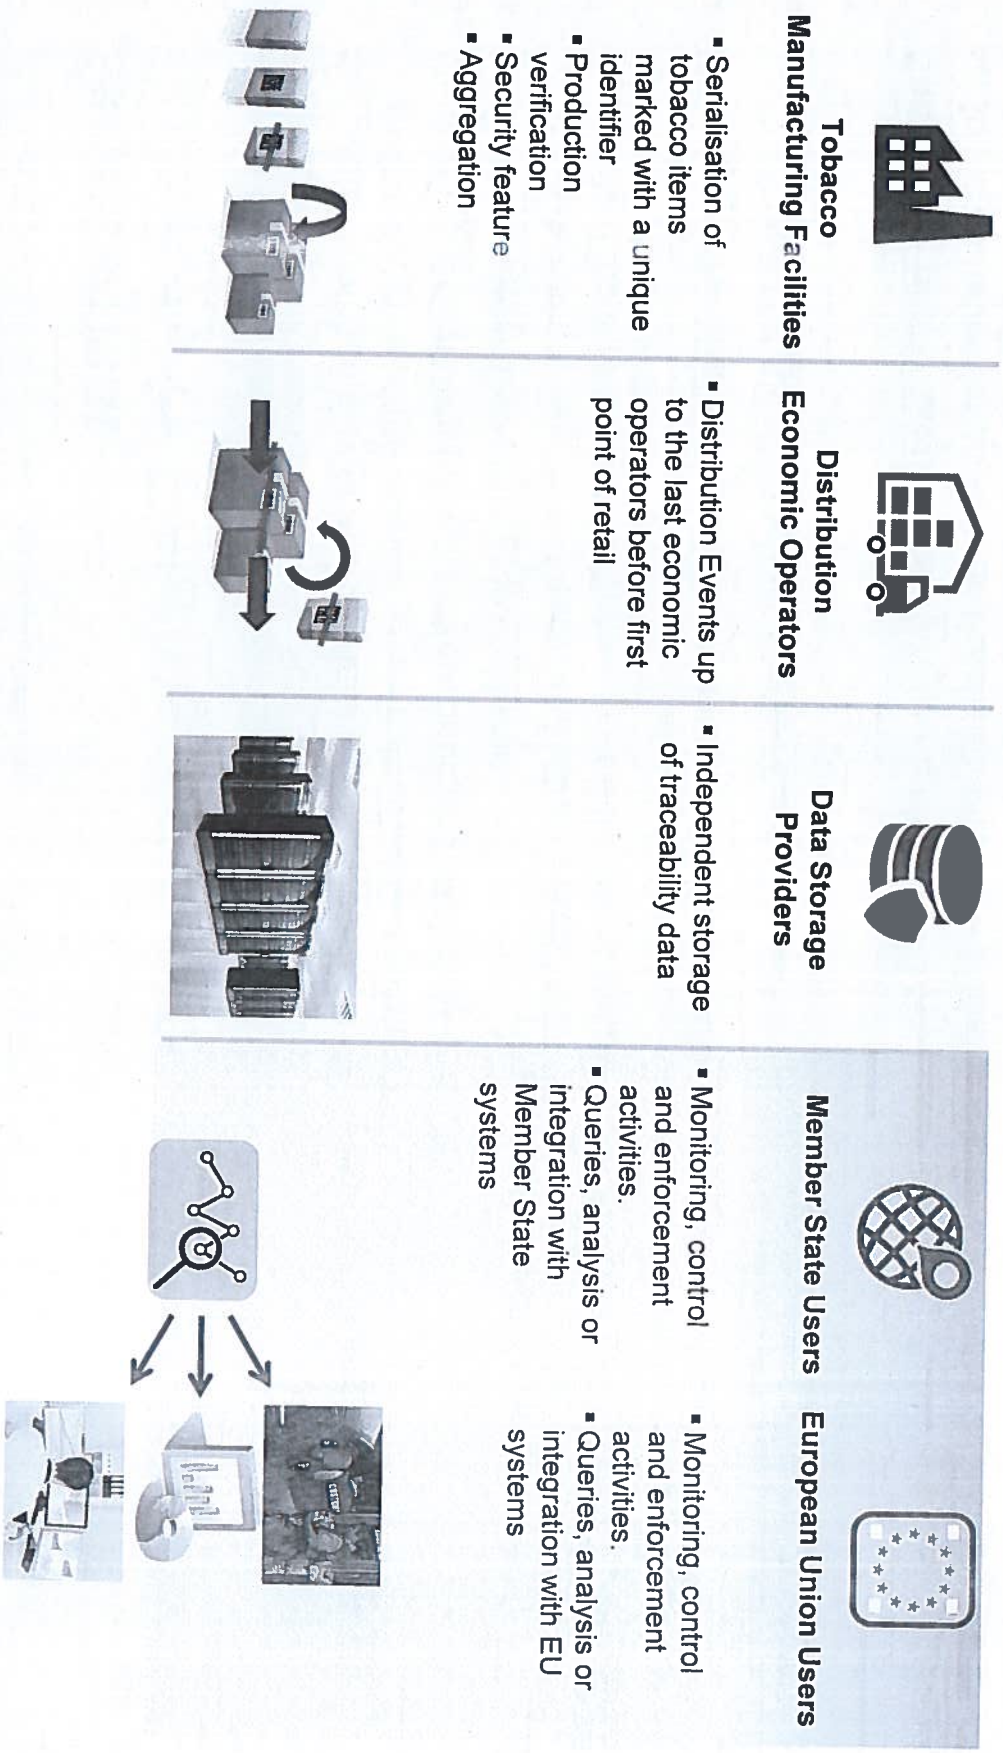 Tobacco
Manufacturing Facilities
▪ Serialisation of
tobacco items
marked with a unique
identifier
▪ Production
verification
▪ Security feature
▪ Aggregation
Distribution
Economic Operators
▪ Distribution Events up
to the last economic
operators before first
point of retail
Data Storage
Providers
▪ Independent storage
of traceability data
Member State Users
▪ Monitoring, control
and enforcement
activities.
▪ Queries, analysis or
integration with
Member State
systems
European Union Users
▪ Monitoring, control
and enforcement
activities.
▪ Queries, analysis or
integration with EU
systems